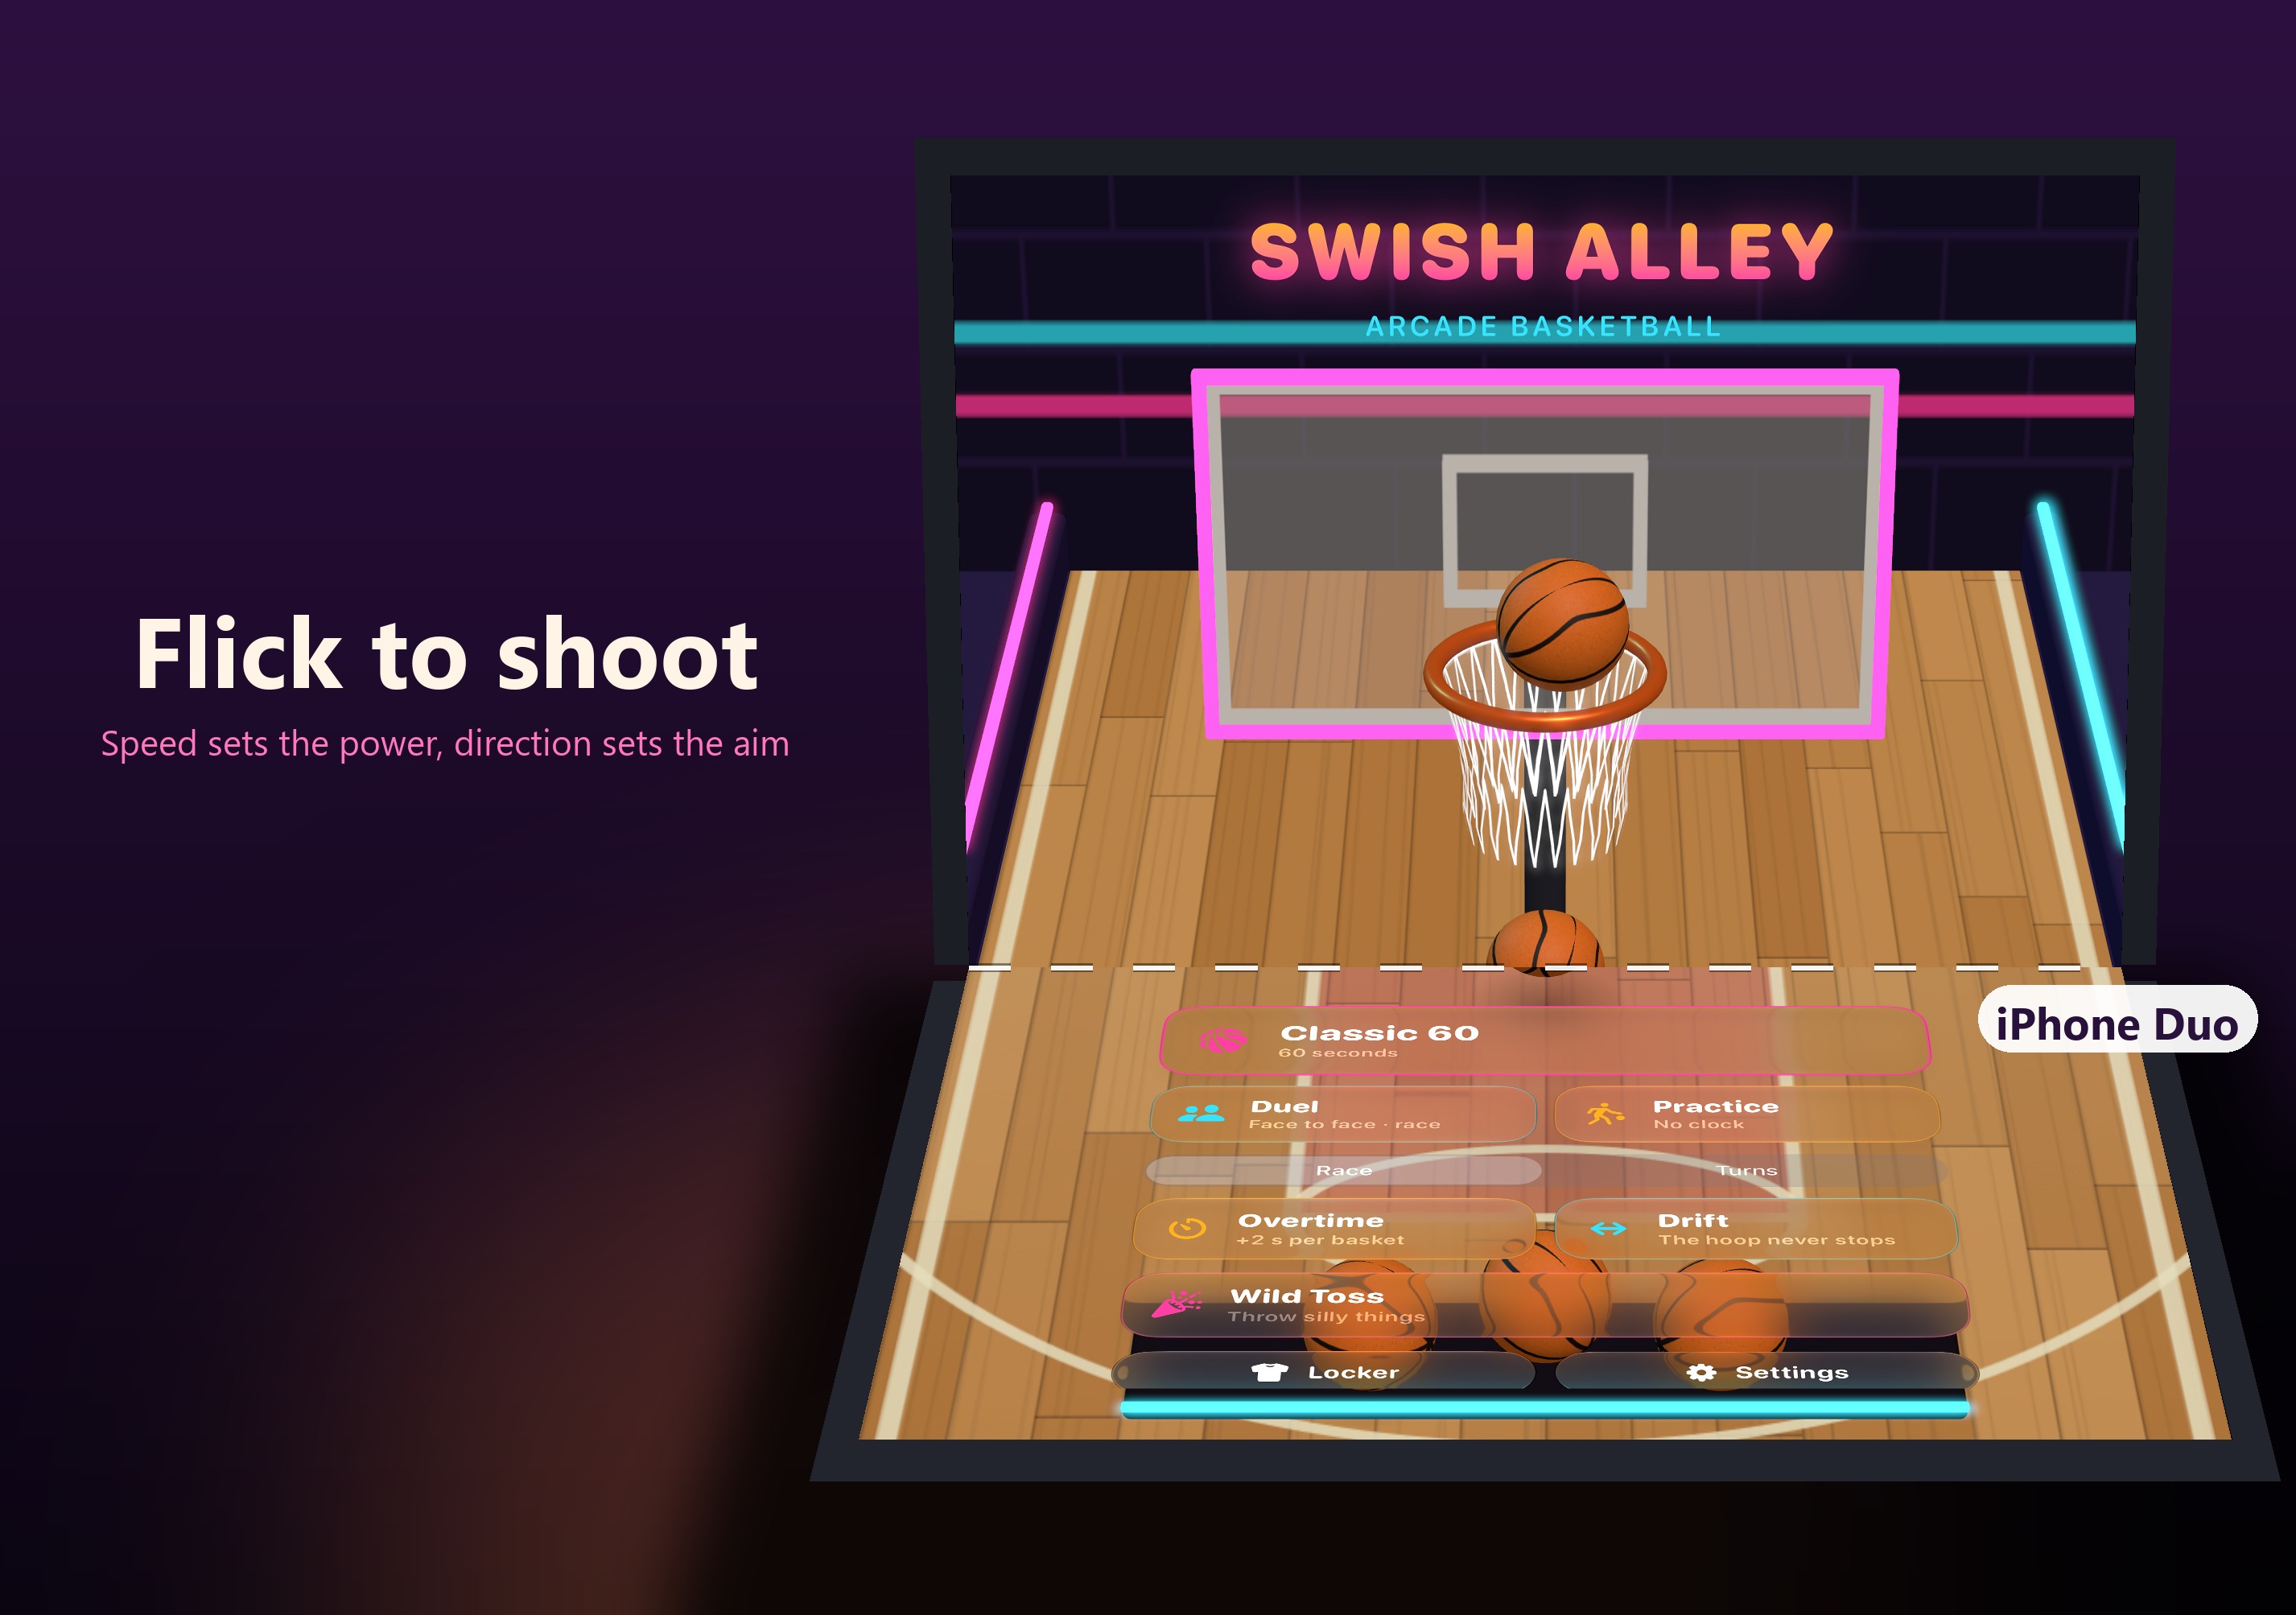 Flick to shoot
Speed sets the power, direction sets the aim
SWISH ALLEY
ARCADE BASKETBALL
iPhone Duo
Classic 60
60 seconds
Duel
Face to face · race
Practice
No clock
Race
Turns
Overtime
+2 s per basket
Drift
The hoop never stops
Wild Toss
Throw silly things
Locker
Settings